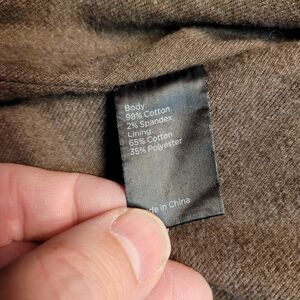 Body:
98% Cotton
2% Spandex
Lining:
65% Cotton
35% Polyester
de in China